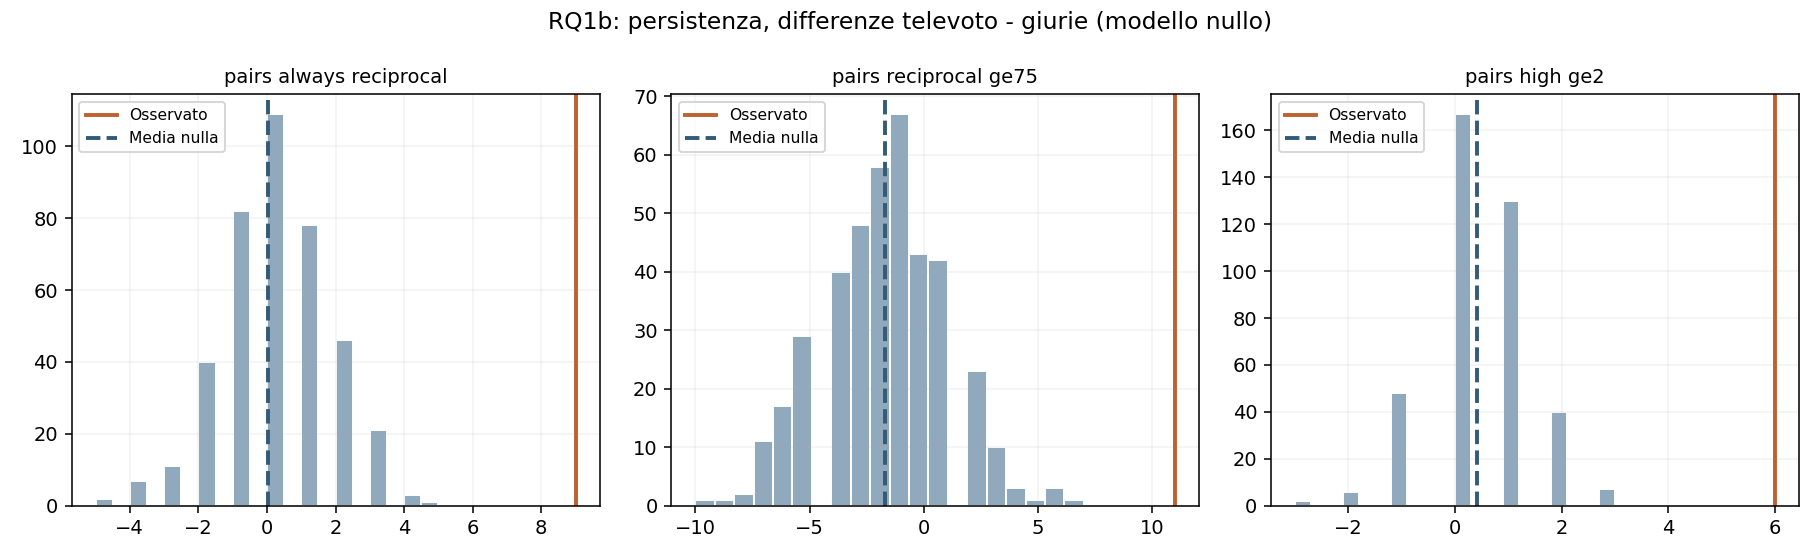 RQ1b: persistenza, differenze televoto - giurie (modello nullo)
pairs always reciprocal
Osservato
Media nulla
100
80
60
40
20
0
−4 −2 0 2 4 6 8
pairs reciprocal ge75
Osservato
Media nulla
70
60
50
40
30
20
10
0
−10 −5 0 5 10
pairs high ge2
Osservato
Media nulla
160
140
120
100
80
60
40
20
0
−2 0 2 4 6